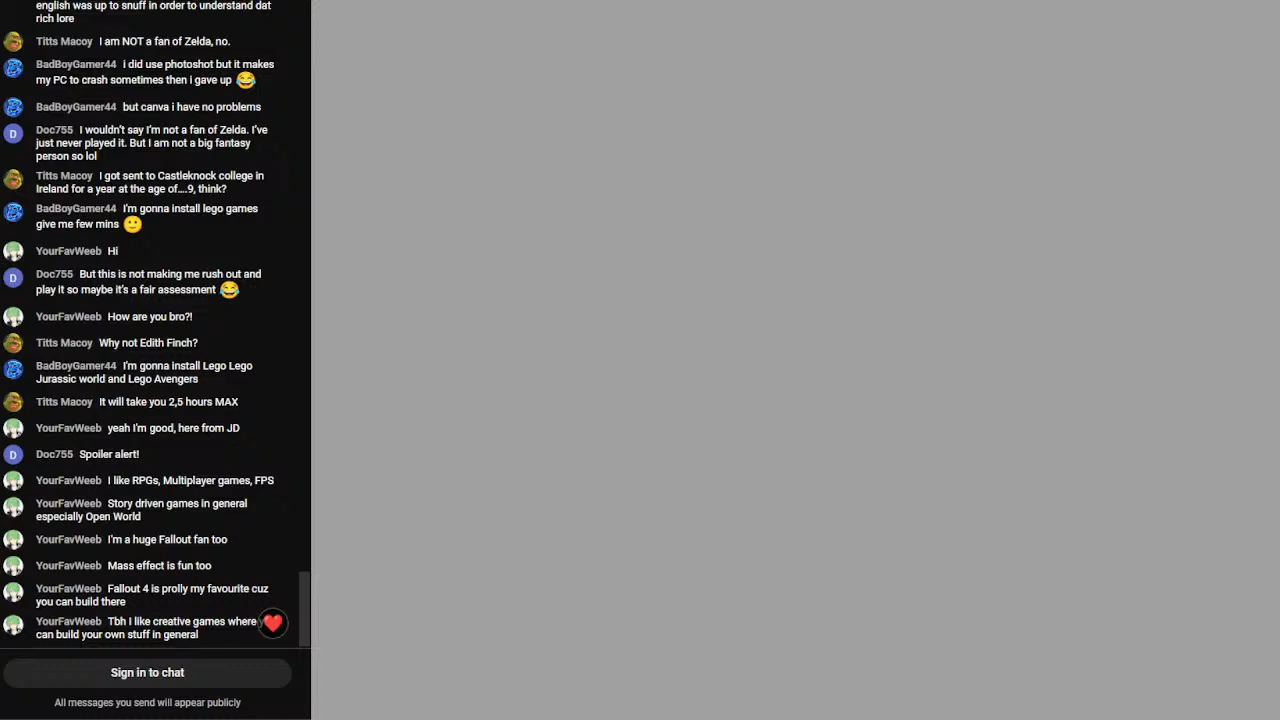 english was up to snuff in order to understand dat
rich lore
Titts Macoy I am NOT a fan of Zelda, no.
BadBoyGamer44 i did use photoshot but it makes
my PC to crash sometimes then i gave up 😂
BadBoyGamer44 but canva i have no problems
D
Doc755 I wouldn't say I'm not a fan of Zelda. I've
just never played it. But I am not a big fantasy
person so lol
Titts Macoy I got sent to Castleknock college in
Ireland for a year at the age of....9, think?
BadBoyGamer44 I'm gonna install lego games
give me few mins 🙂
YourFavWeeb Hi
D
Doc755 But this is not making me rush out and
play it so maybe it's a fair assessment 😂
YourFavWeeb How are you bro?!
Titts Macoy Why not Edith Finch?
BadBoyGamer44 I'm gonna install Lego Lego
Jurassic world and Lego Avengers
Titts Macoy It will take you 2,5 hours MAX
YourFavWeeb yeah I'm good, here from JD
D
Doc755 Spoiler alert!
YourFavWeeb I like RPGs, Multiplayer games, FPS
YourFavWeeb Story driven games in general
especially Open World
YourFavWeeb I'm a huge Fallout fan too
YourFavWeeb Mass effect is fun too
YourFavWeeb Fallout 4 is prolly my favourite cuz
you can build there
YourFavWeeb Tbh I like creative games where
can build your own stuff in general
Sign in to chat
All messages you send will appear publicly